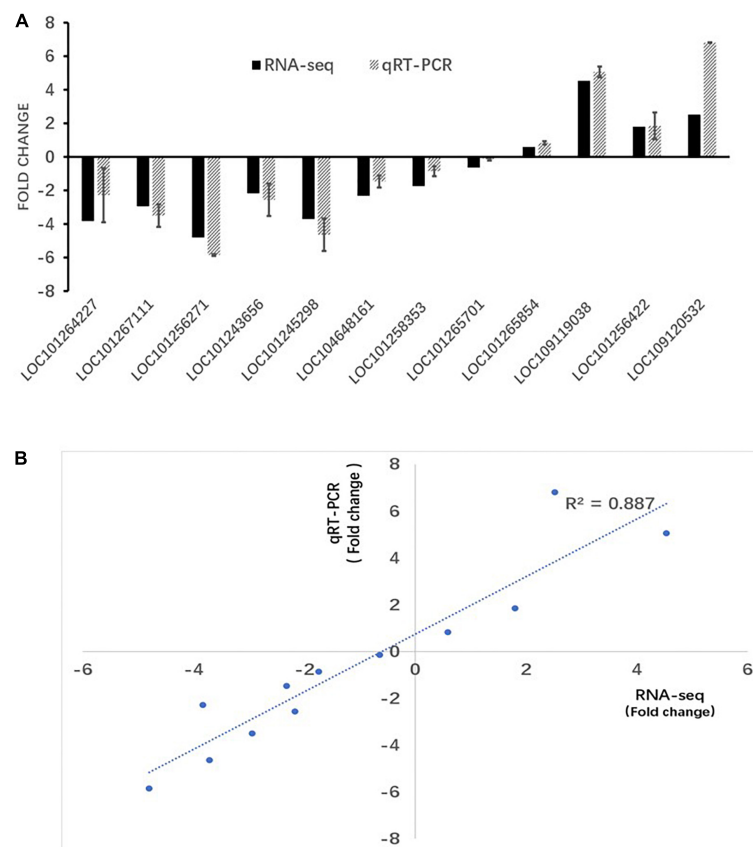 A
8
6
4
2
0
-2
-4
-6
-8
FOLD CHANGE
RNA-seq
qRT-PCR
LOC101264227
LOC101267111
LOC101256271
LOC101243656
LOC101245298
LOC104648161
LOC101258353
LOC101265701
LOC101265854
LOC109119038
LOC101256422
LOC109120532
B
qRT-PCR
( Fold change )
8
6
4
2
0
-2
-4
-6
-8
R² = 0.887
-6
-4
-2
0
2
4
6
RNA-seq
(Fold change)